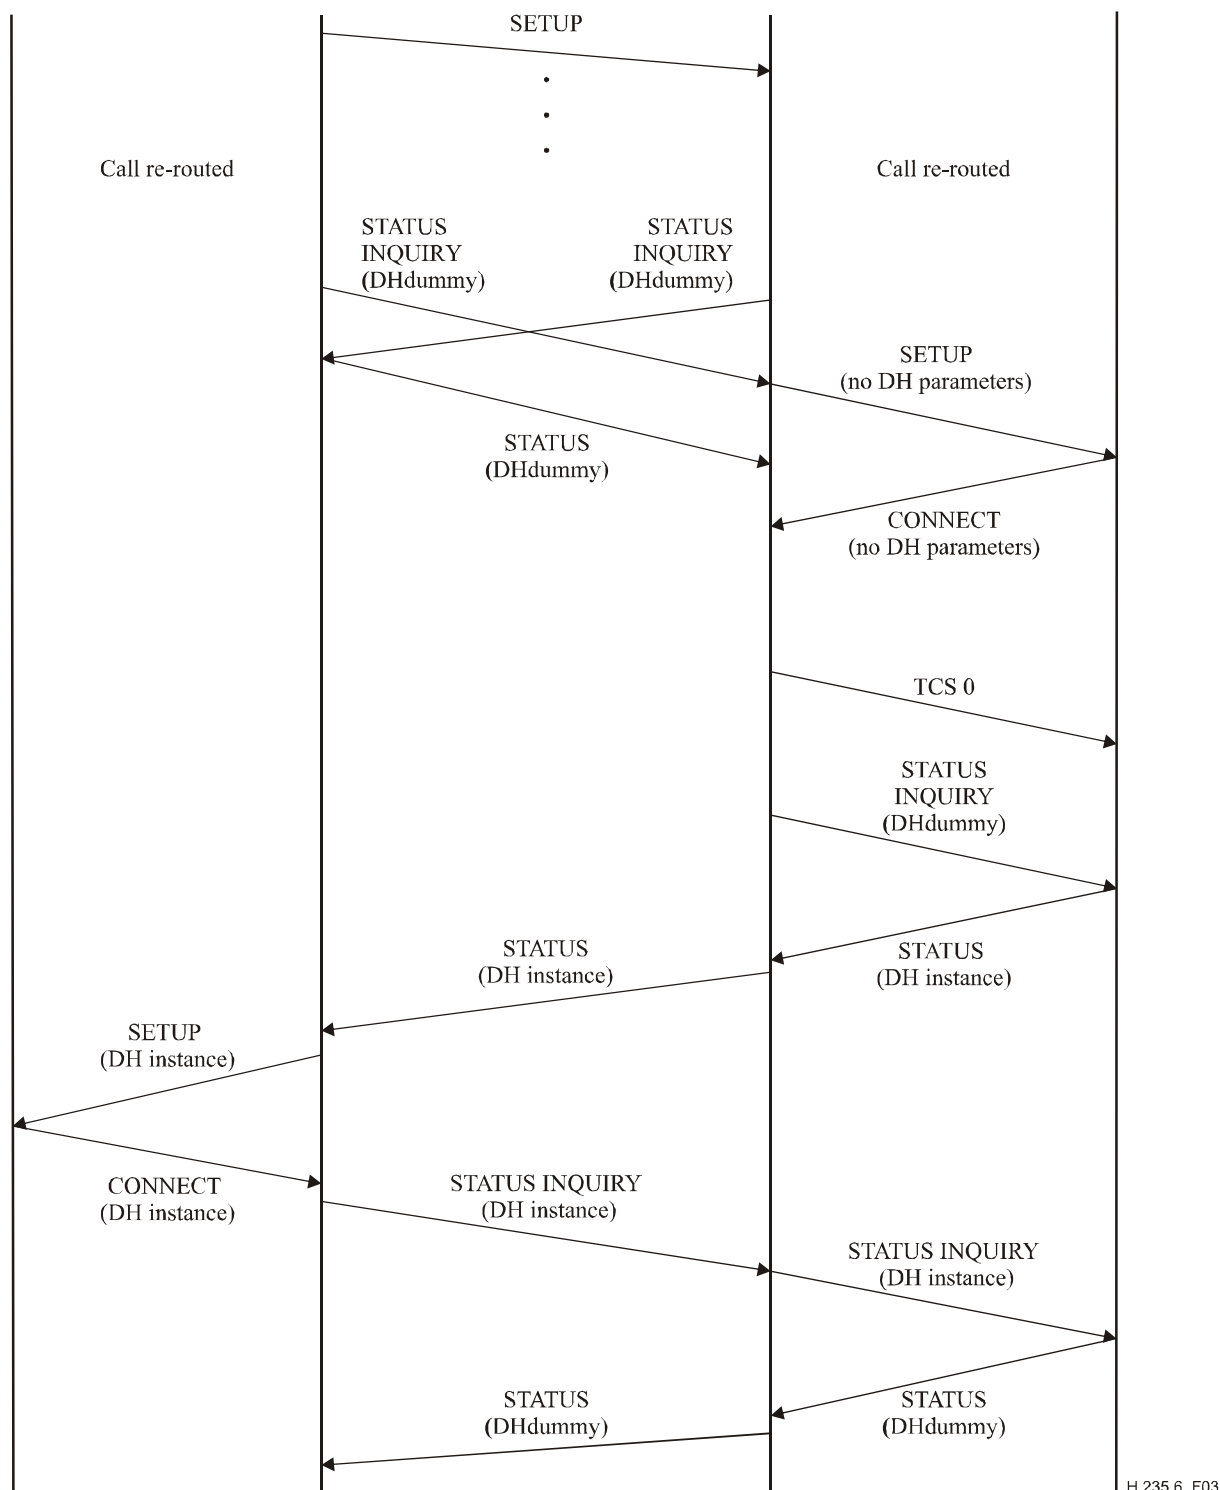 SETUP
Call re-routed
Call re-routed
STATUS
INQUIRY
(DHdummy)
STATUS
INQUIRY
(DHdummy)
SETUP
(no DH parameters)
STATUS
(DHdummy)
CONNECT
(no DH parameters)
TCS 0
STATUS
INQUIRY
(DHdummy)
STATUS
(DH instance)
STATUS
(DH instance)
SETUP
(DH instance)
CONNECT
(DH instance)
STATUS INQUIRY
(DH instance)
STATUS INQUIRY
(DH instance)
STATUS
(DHdummy)
STATUS
(DHdummy)
H.235.6_F03